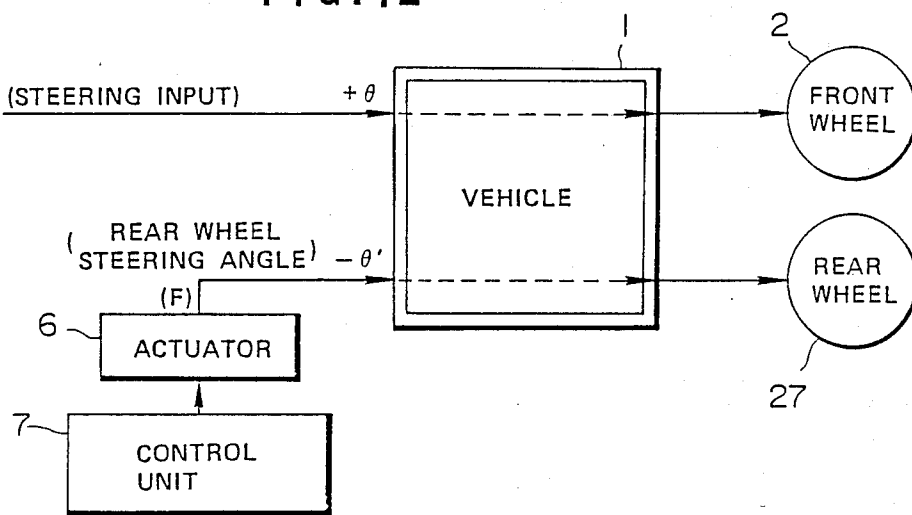 1
2
(STEERING INPUT) +θ
FRONT
WHEEL
VEHICLE
(REAR WHEEL
STEERING ANGLE) −θ'
(F)
REAR
WHEEL
6
ACTUATOR
27
7
CONTROL
UNIT